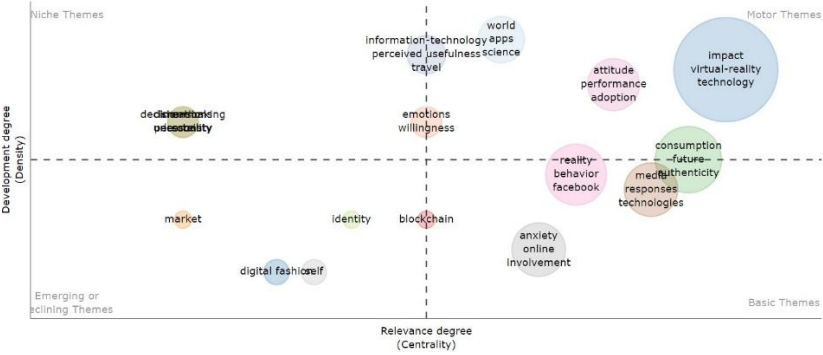 Niche Themes
Motor Themes
world
apps
science
information-technology
perceived usefulness
travel
impact
virtual-reality
technology
attitude
performance
adoption
emotions
willingness
consumption
future
authenticity
reality
behavior
facebook
media
responses
technologies
market
identity
blockchain
anxiety
online
involvement
digital fashion
self
Emerging or
eclining Themes
Basic Themes
Development degree
(Density)
Relevance degree
(Centrality)